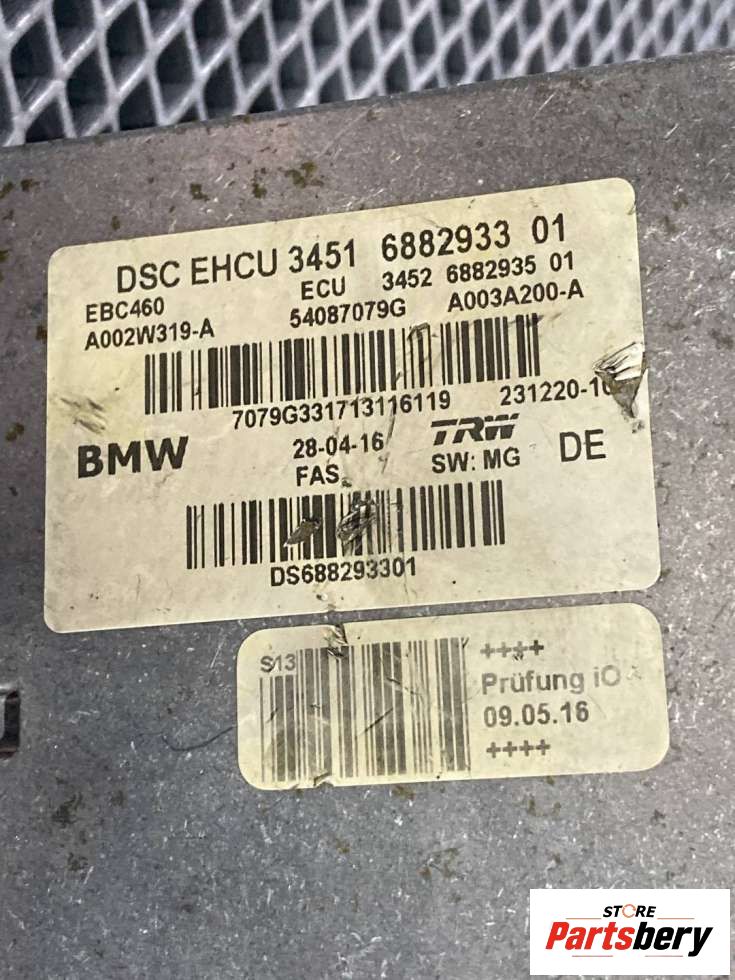 DSC EHCU 3451 6882933 01
EBC460 ECU 3452 6882935 01
A002W319-A 54087079G A003A200-A
7079G331713116119 231220-10
BMW 28-04-16 TRW DE
FAS SW: MG
DS688293301
S13 ++++
Prüfung iO
09.05.16
++++
STORE
Partsbery